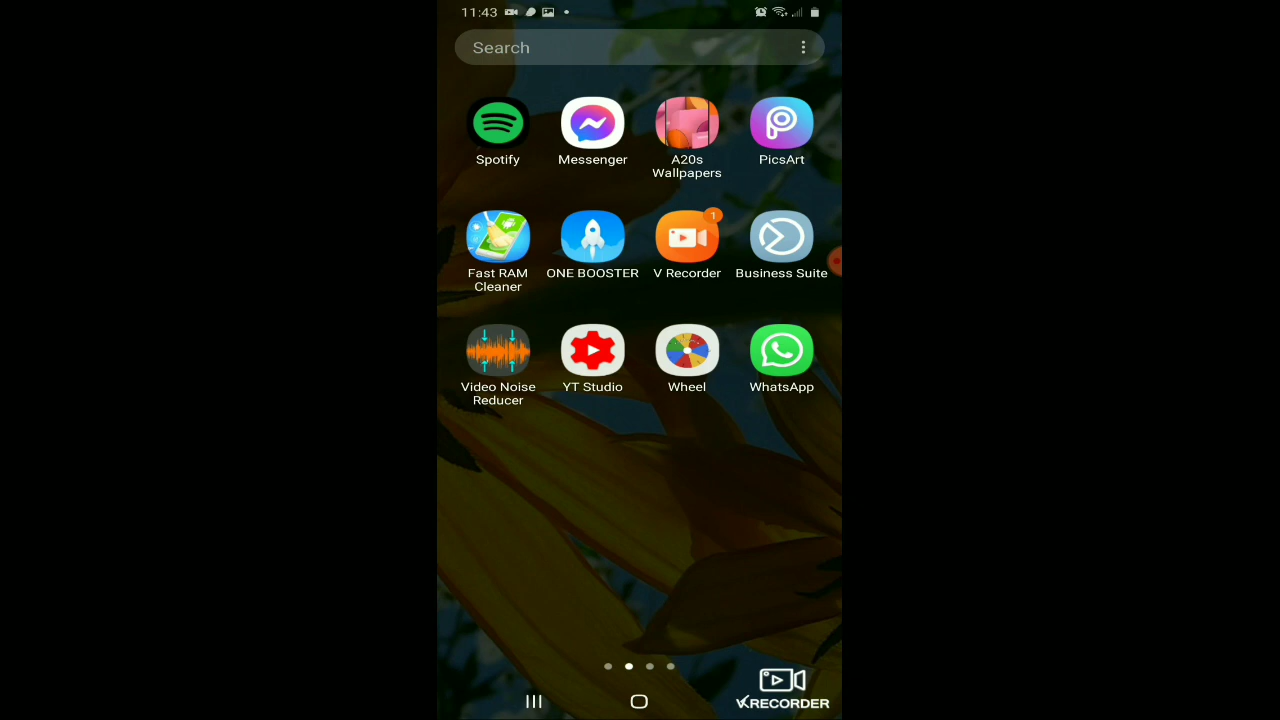 11:43
Search
Spotify
Messenger
A20s
Wallpapers
PicsArt
Fast RAM
Cleaner
ONE BOOSTER
1
V Recorder
Business Suite
Video Noise
Reducer
YT Studio
Wheel
WhatsApp
VRECORDER